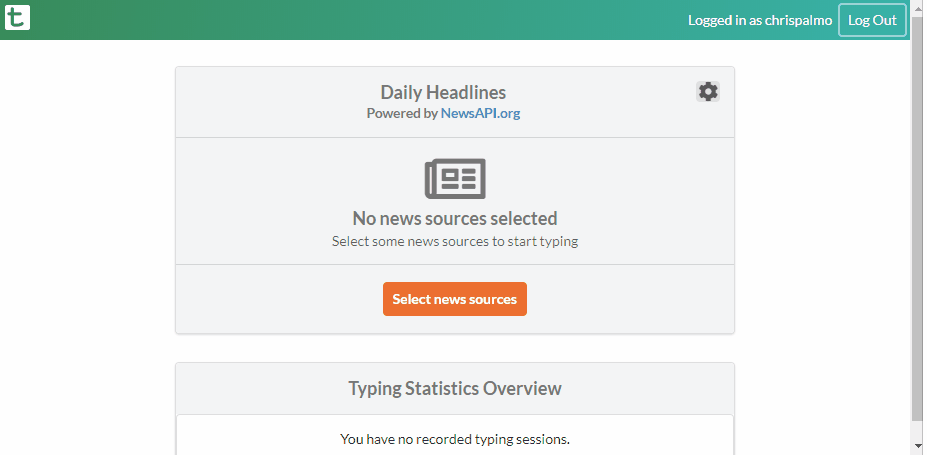 t
Logged in as chrispalmo
Log Out
Daily Headlines
Powered by NewsAPI.org
No news sources selected
Select some news sources to start typing
Select news sources
Typing Statistics Overview
You have no recorded typing sessions.